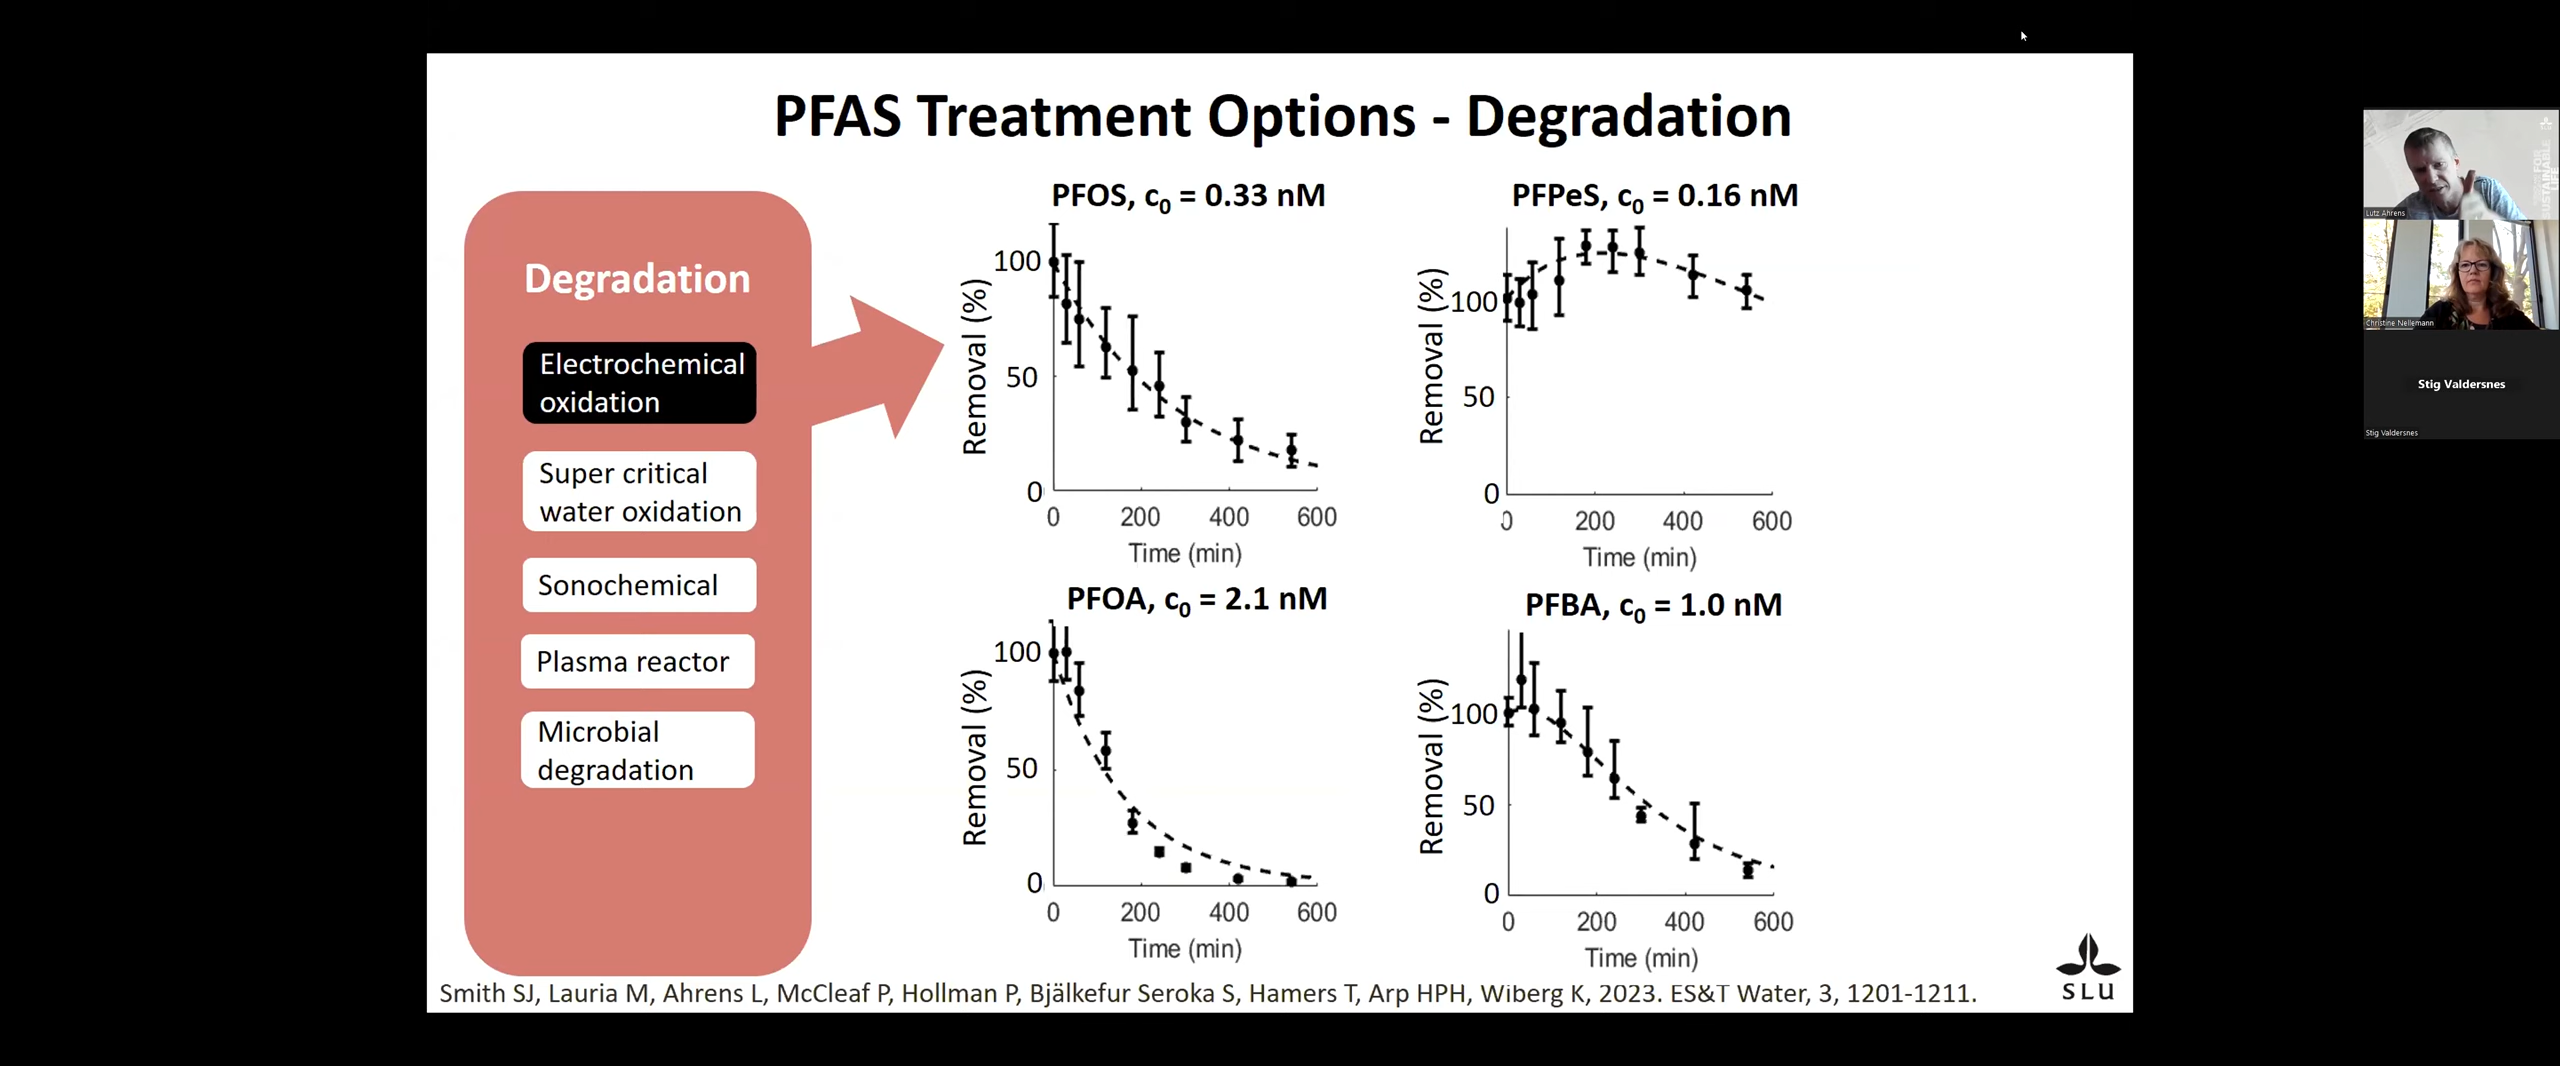 PFAS Treatment Options - Degradation
Degradation
Electrochemical
oxidation
Super critical
water oxidation
Sonochemical
Plasma reactor
Microbial
degradation
PFOS, c0 = 0.33 nM
Removal (%)
100
50
0
0 200 400 600
Time (min)
PFPeS, c0 = 0.16 nM
Removal (%)
100
50
0
0 200 400 600
Time (min)
PFOA, c0 = 2.1 nM
Removal (%)
100
50
0
0 200 400 600
Time (min)
PFBA, c0 = 1.0 nM
Removal (%)
100
50
0
0 200 400 600
Time (min)
Smith SJ, Lauria M, Ahrens L, McCleaf P, Hollman P, Bjälkefur Seroka S, Hamers T, Arp HPH, Wiberg K, 2023. ES&T Water, 3, 1201-1211.
SLU
SUSTAINABLE
LIFE
Lutz Ahrens
Christine Nellemann
Stig Valdersnes
Stig Valdersnes